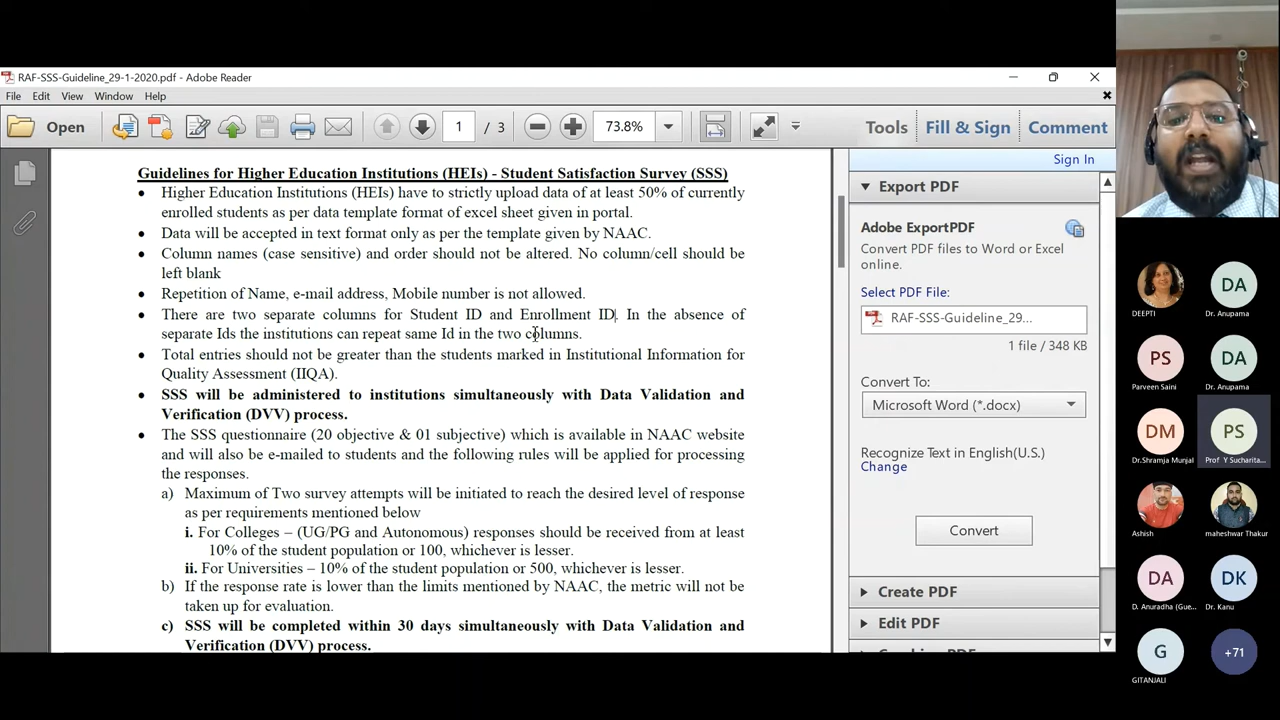 RAF-SSS-Guideline_29-1-2020.pdf - Adobe Reader
File Edit View Window Help
Open
1 / 3
73.8%
Tools
Fill & Sign
Comment
Sign In
Guidelines for Higher Education Institutions (HEIs) - Student Satisfaction Survey (SSS)
• Higher Education Institutions (HEIs) have to strictly upload data of at least 50% of currently
enrolled students as per data template format of excel sheet given in portal.
• Data will be accepted in text format only as per the template given by NAAC.
• Column names (case sensitive) and order should not be altered. No column/cell should be
left blank
• Repetition of Name, e-mail address, Mobile number is not allowed.
• There are two separate columns for Student ID and Enrollment ID. In the absence of
separate Ids the institutions can repeat same Id in the two columns.
• Total entries should not be greater than the students marked in Institutional Information for
Quality Assessment (IIQA).
• SSS will be administered to institutions simultaneously with Data Validation and
Verification (DVV) process.
• The SSS questionnaire (20 objective & 01 subjective) which is available in NAAC website
and will also be e-mailed to students and the following rules will be applied for processing
the responses.
a) Maximum of Two survey attempts will be initiated to reach the desired level of response
as per requirements mentioned below
i. For Colleges – (UG/PG and Autonomous) responses should be received from at least
10% of the student population or 100, whichever is lesser.
ii. For Universities – 10% of the student population or 500, whichever is lesser.
b) If the response rate is lower than the limits mentioned by NAAC, the metric will not be
taken up for evaluation.
c) SSS will be completed within 30 days simultaneously with Data Validation and
Verification (DVV) process.
Export PDF
Adobe ExportPDF
Convert PDF files to Word or Excel
online.
Select PDF File:
RAF-SSS-Guideline_29...
1 file / 348 KB
Convert To:
Microsoft Word (*.docx)
Recognize Text in English(U.S.)
Change
Convert
Create PDF
Edit PDF
DEEPTI
DA
Dr. Anupama
PS
Parveen Saini
DA
Dr. Anupama
DM
Dr.Shramja Munjal
PS
Prof Y Sucharita...
Ashish
maheshwar Thakur
DA
D. Anuradha (Gue...
DK
Dr. Kanu
G
GITANJALI
+71